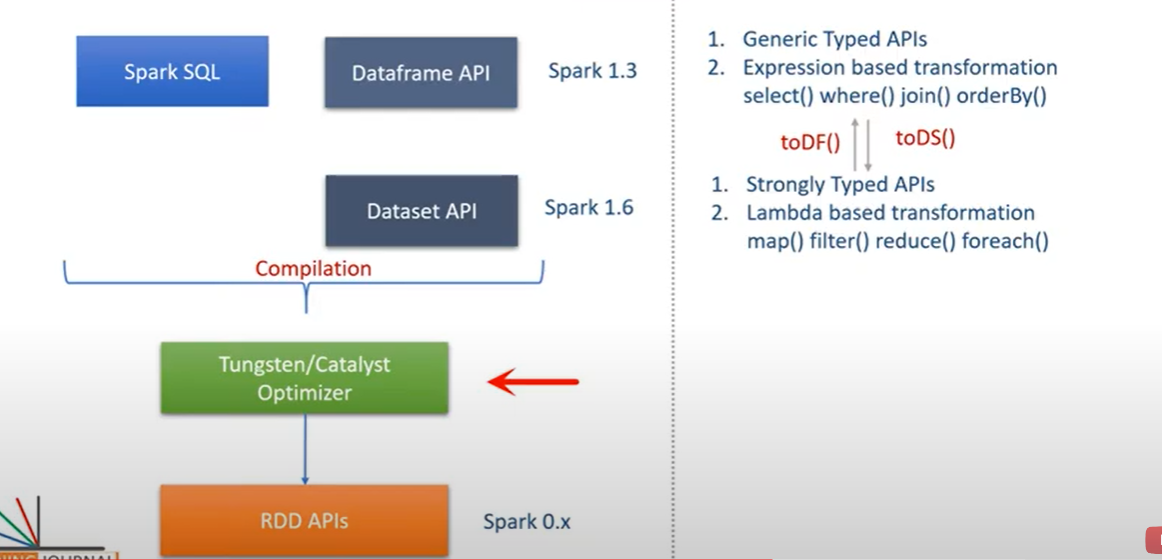 Spark SQL
Dataframe API
Spark 1.3
Dataset API
Spark 1.6
Compilation
Tungsten/Catalyst
Optimizer
RDD APIs
Spark 0.x
1. Generic Typed APIs
2. Expression based transformation
select() where() join() orderBy()
toDF()
toDS()
1. Strongly Typed APIs
2. Lambda based transformation
map() filter() reduce() foreach()